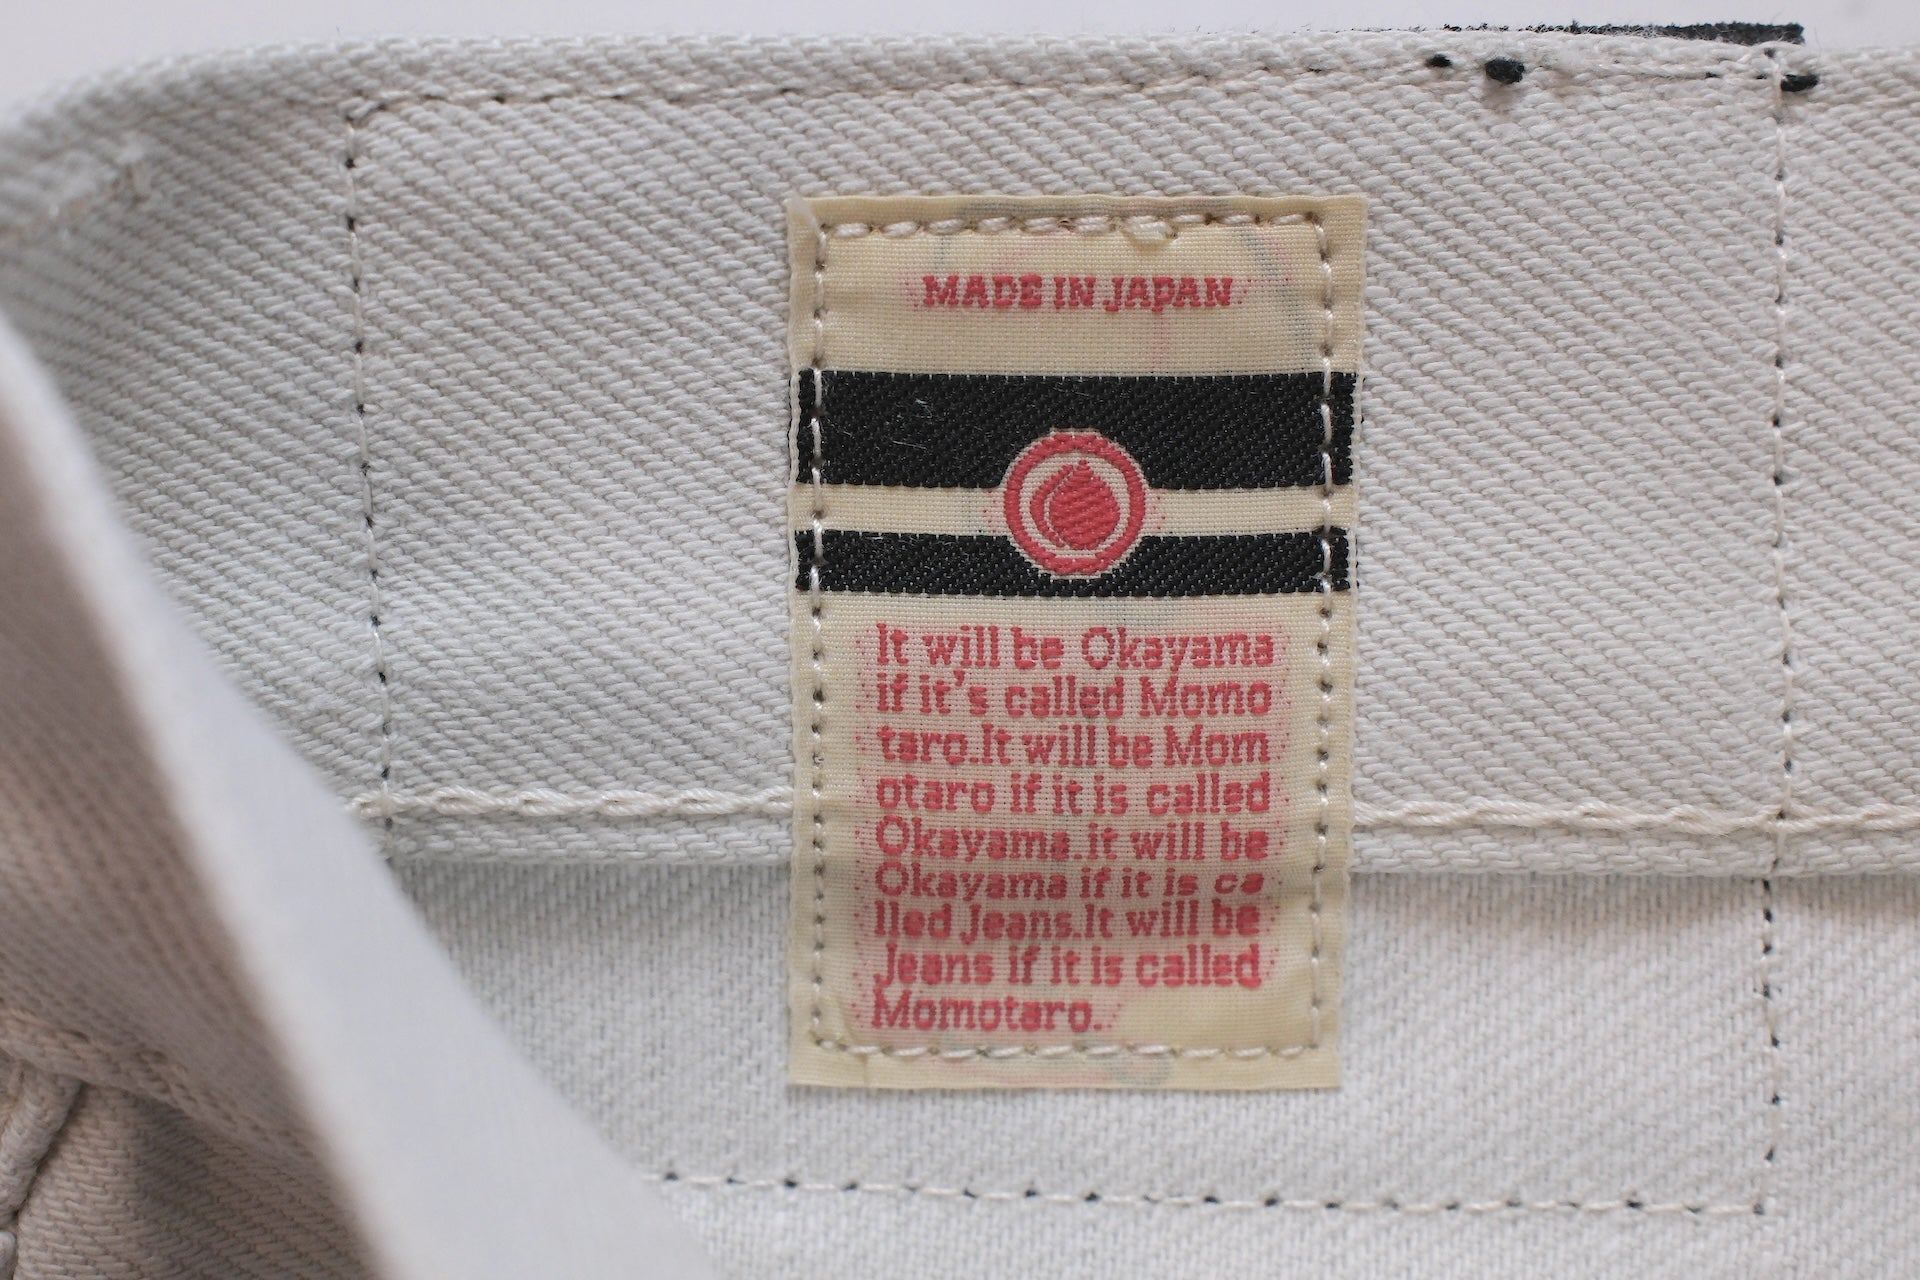 MADE IN JAPAN
It will be Okayama
if it's called Momo
taro.It will be Mom
otaro if it is called
Okayama.it will be
Okayama if it is ca
lled Jeans.It will be
Jeans if it is called
Momotaro.